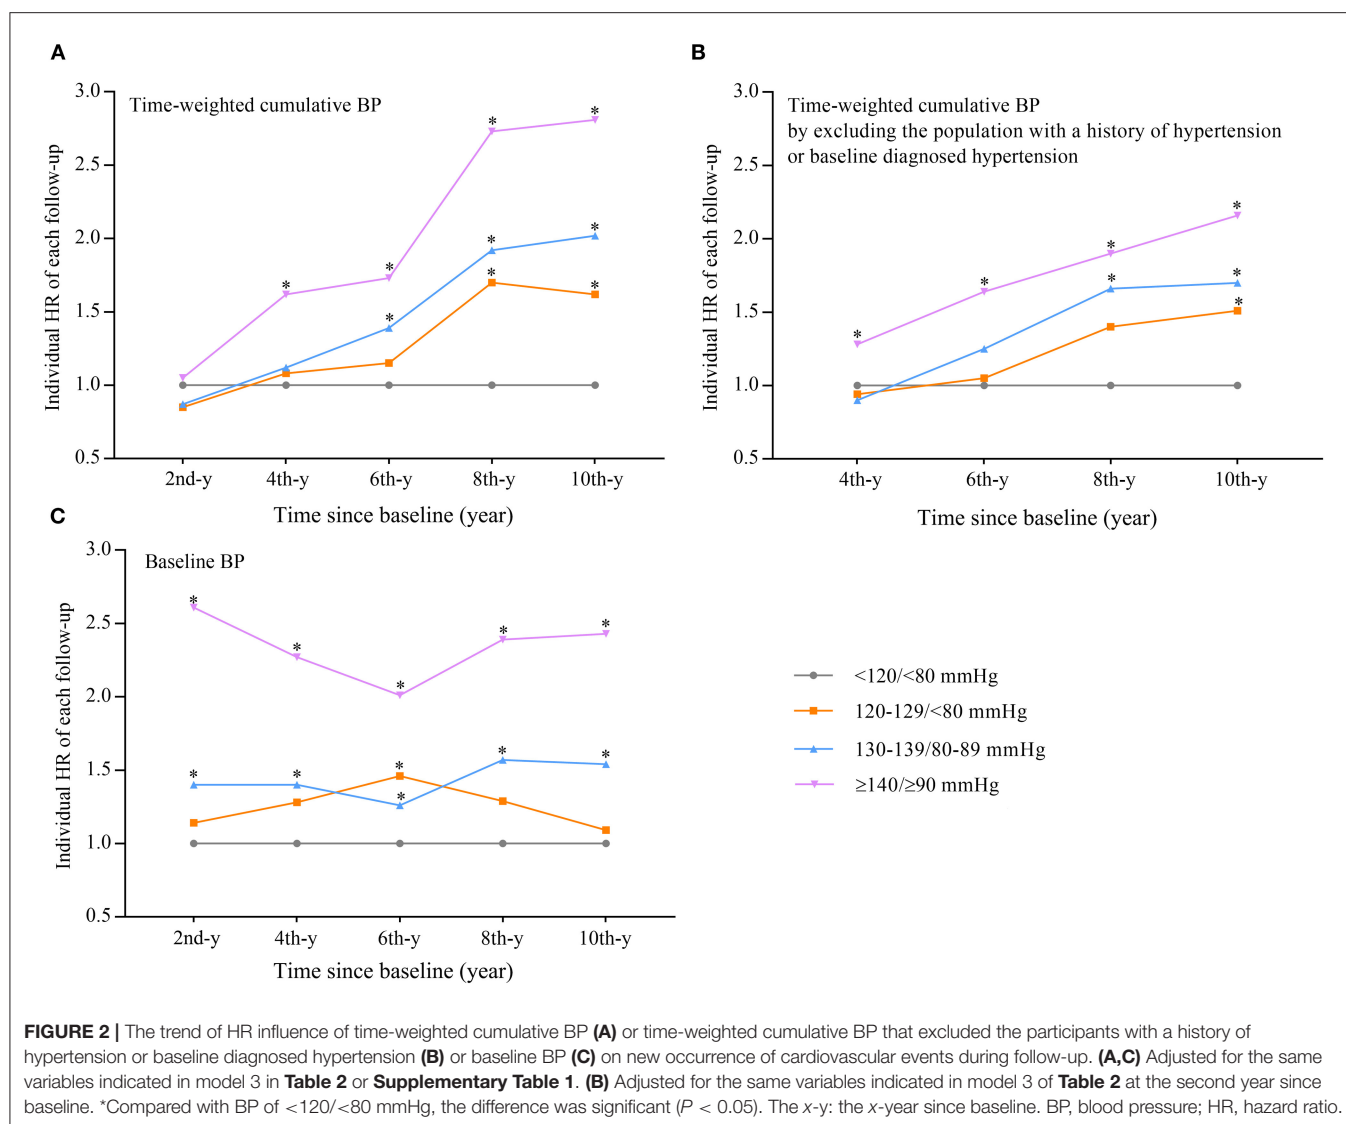 A
Time-weighted cumulative BP
Individual HR of each follow-up
3.0
2.5
2.0
1.5
1.0
0.5
* * * * * * * * * *
2nd-y 4th-y 6th-y 8th-y 10th-y
Time since baseline (year)
B
Time-weighted cumulative BP
by excluding the population with a history of hypertension
or baseline diagnosed hypertension
Individual HR of each follow-up
3.0
2.5
2.0
1.5
1.0
0.5
* * * * * * *
4th-y 6th-y 8th-y 10th-y
Time since baseline (year)
C
Baseline BP
Individual HR of each follow-up
3.0
2.5
2.0
1.5
1.0
0.5
* * * * * * * * * * *
2nd-y 4th-y 6th-y 8th-y 10th-y
Time since baseline (year)
<120/<80 mmHg
120-129/<80 mmHg
130-139/80-89 mmHg
≥140/≥90 mmHg
FIGURE 2 | The trend of HR influence of time-weighted cumulative BP (A) or time-weighted cumulative BP that excluded the participants with a history of
hypertension or baseline diagnosed hypertension (B) or baseline BP (C) on new occurrence of cardiovascular events during follow-up. (A,C) Adjusted for the same
variables indicated in model 3 in Table 2 or Supplementary Table 1. (B) Adjusted for the same variables indicated in model 3 of Table 2 at the second year since
baseline. *Compared with BP of <120/<80 mmHg, the difference was significant (P < 0.05). The x-y: the x-year since baseline. BP, blood pressure; HR, hazard ratio.